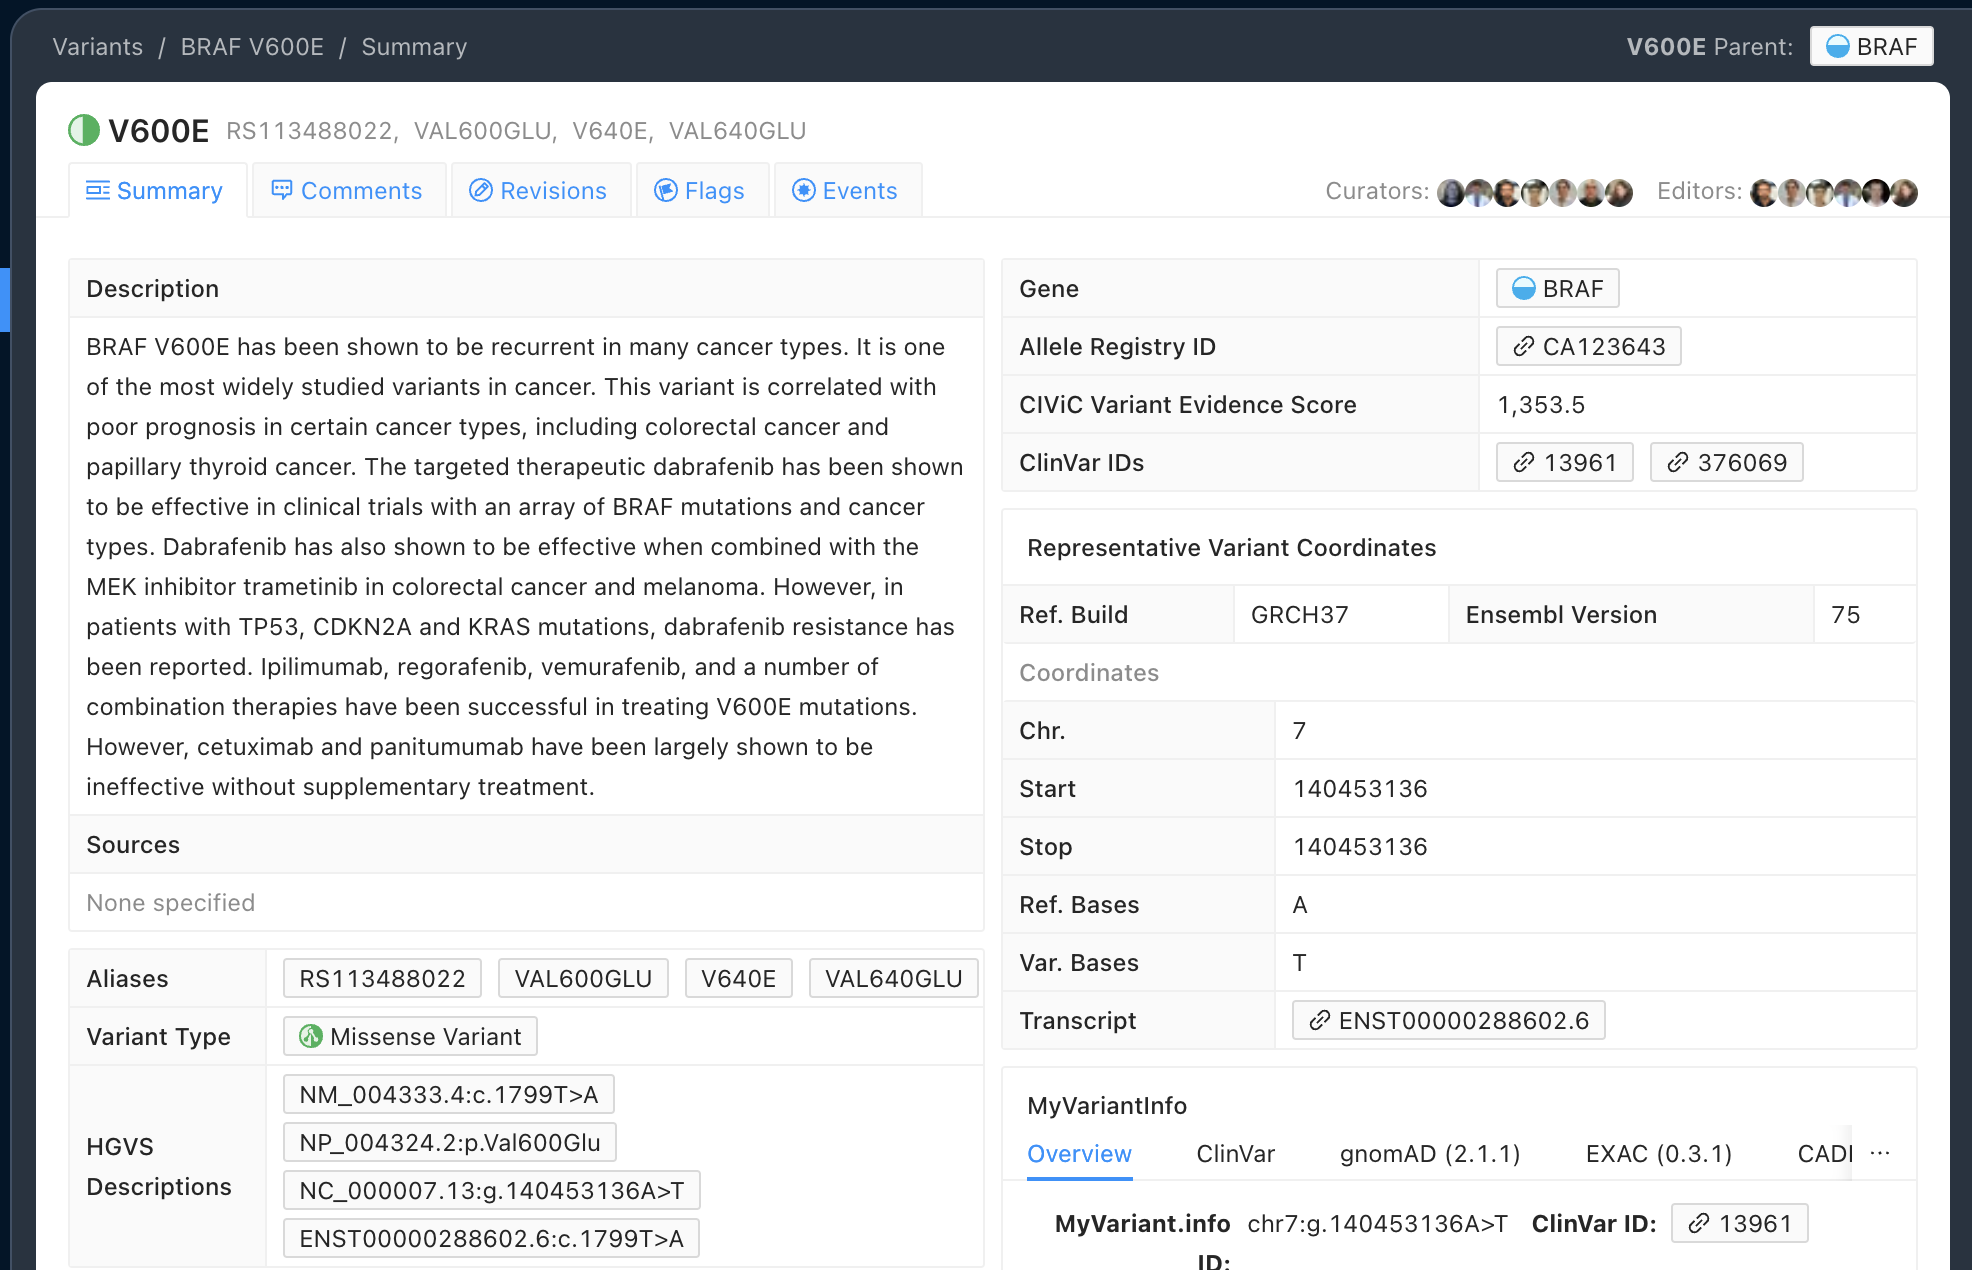 Variants / BRAF V600E / Summary
V600E Parent: BRAF
V600E RS113488022, VAL600GLU, V640E, VAL640GLU
Summary Comments Revisions Flags Events
Curators: Editors:
Description
BRAF V600E has been shown to be recurrent in many cancer types. It is one
of the most widely studied variants in cancer. This variant is correlated with
poor prognosis in certain cancer types, including colorectal cancer and
papillary thyroid cancer. The targeted therapeutic dabrafenib has been shown
to be effective in clinical trials with an array of BRAF mutations and cancer
types. Dabrafenib has also shown to be effective when combined with the
MEK inhibitor trametinib in colorectal cancer and melanoma. However, in
patients with TP53, CDKN2A and KRAS mutations, dabrafenib resistance has
been reported. Ipilimumab, regorafenib, vemurafenib, and a number of
combination therapies have been successful in treating V600E mutations.
However, cetuximab and panitumumab have been largely shown to be
ineffective without supplementary treatment.
Sources
None specified
Aliases RS113488022 VAL600GLU V640E VAL640GLU
Variant Type Missense Variant
HGVS
Descriptions
NM_004333.4:c.1799T>A
NP_004324.2:p.Val600Glu
NC_000007.13:g.140453136A>T
ENST00000288602.6:c.1799T>A
Gene BRAF
Allele Registry ID CA123643
CIViC Variant Evidence Score 1,353.5
ClinVar IDs 13961 376069
Representative Variant Coordinates
Ref. Build GRCH37 Ensembl Version 75
Coordinates
Chr. 7
Start 140453136
Stop 140453136
Ref. Bases A
Var. Bases T
Transcript ENST00000288602.6
MyVariantInfo
Overview ClinVar gnomAD (2.1.1) EXAC (0.3.1) CADD ···
MyVariant.info chr7:g.140453136A>T ClinVar ID: 13961
ID: